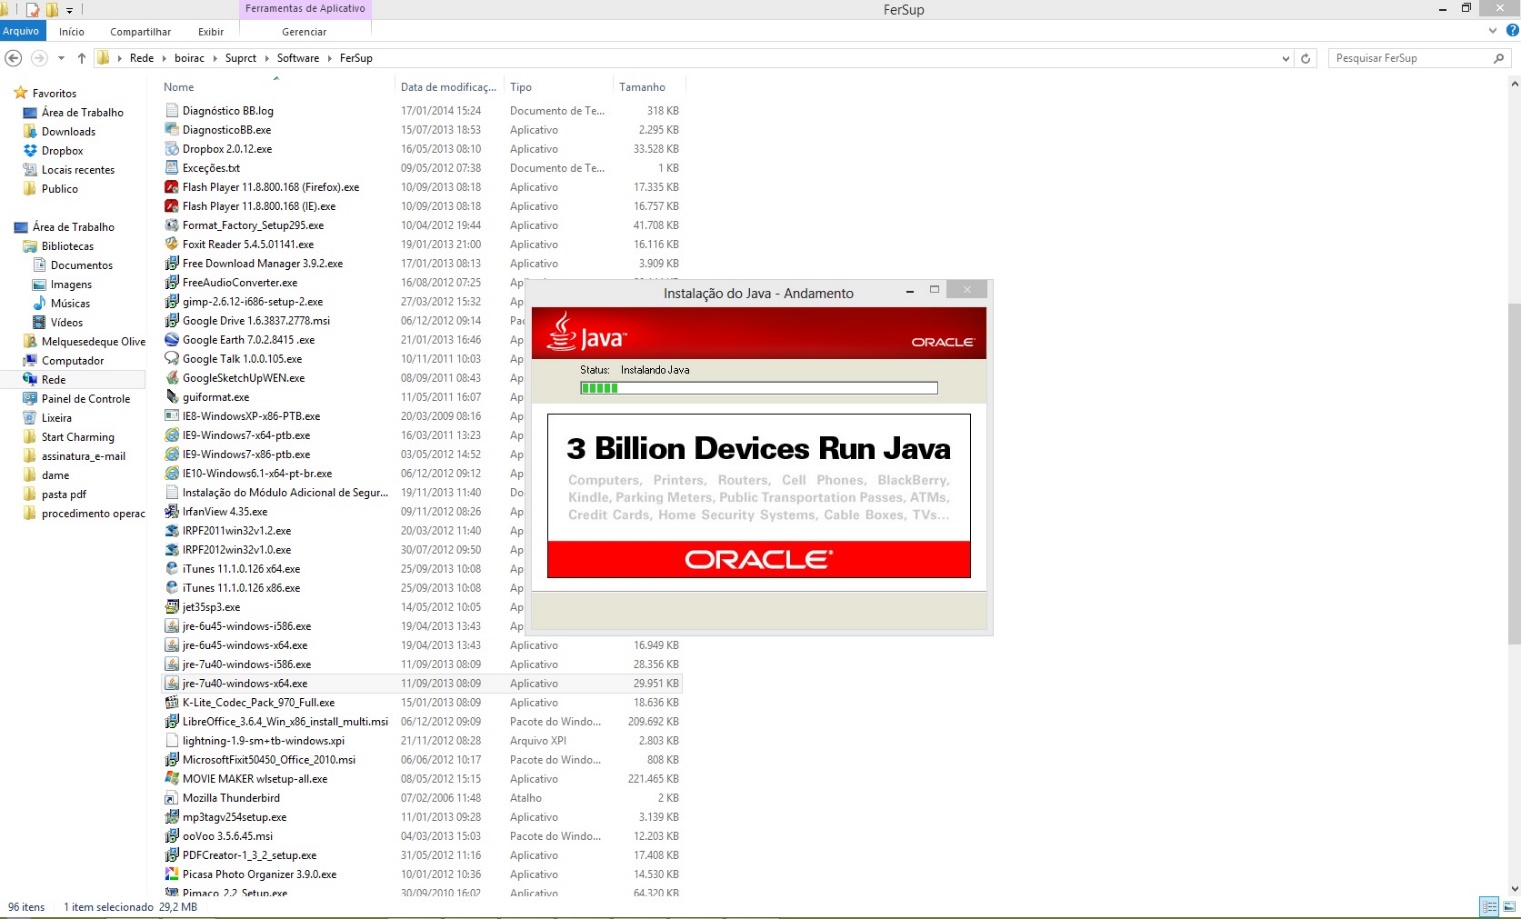 Ferramentas de Aplicativo
FerSup
Arquivo Início Compartilhar Exibir Gerenciar
Rede boirac Suprct Software FerSup
Pesquisar FerSup
Favoritos
Área de Trabalho
Downloads
Dropbox
Locais recentes
Publico
Área de Trabalho
Bibliotecas
Documentos
Imagens
Músicas
Vídeos
Melquesedeque Olive
Computador
Rede
Painel de Controle
Lixeira
Start Charming
assinatura_e-mail
dame
pasta pdf
procedimento operac
Nome Data de modificaç... Tipo Tamanho
Diagnóstico BB.log 17/01/2014 15:24 Documento de Te... 318 KB
DiagnosticoBB.exe 15/07/2013 18:53 Aplicativo 2.295 KB
Dropbox 2.0.12.exe 16/05/2013 08:10 Aplicativo 33.528 KB
Exceções.txt 09/05/2012 07:38 Documento de Te... 1 KB
Flash Player 11.8.800.168 (Firefox).exe 10/09/2013 08:18 Aplicativo 17.335 KB
Flash Player 11.8.800.168 (IE).exe 10/09/2013 08:18 Aplicativo 16.757 KB
Format_Factory_Setup295.exe 10/04/2012 19:44 Aplicativo 41.708 KB
Foxit Reader 5.4.5.01141.exe 19/01/2013 21:00 Aplicativo 16.116 KB
Free Download Manager 3.9.2.exe 17/01/2013 08:13 Aplicativo 3.909 KB
FreeAudioConverter.exe 16/08/2012 07:25 Ap
gimp-2.6.12-i686-setup-2.exe 27/03/2012 15:32 Ap
Google Drive 1.6.3837.2778.msi 06/12/2012 09:14 Pac
Google Earth 7.0.2.8415 .exe 21/01/2013 16:46 Ap
Google Talk 1.0.0.105.exe 10/11/2011 10:03 Ap
GoogleSketchUpWEN.exe 08/09/2011 08:43 Ap
guiformat.exe 11/05/2011 16:07 Ap
IE8-WindowsXP-x86-PTB.exe 20/03/2009 08:16 Ap
IE9-Windows7-x64-ptb.exe 16/03/2011 13:23 Ap
IE9-Windows7-x86-ptb.exe 03/05/2012 14:52 Ap
IE10-Windows6.1-x64-pt-br.exe 06/12/2012 09:12 Ap
Instalação do Módulo Adicional de Segur... 19/11/2013 11:40 Do
IrfanView 4.35.exe 09/11/2012 08:26 Ap
IRPF2011win32v1.2.exe 20/03/2012 11:40 Ap
IRPF2012win32v1.0.exe 30/07/2012 09:50 Ap
iTunes 11.1.0.126 x64.exe 25/09/2013 10:08 Ap
iTunes 11.1.0.126 x86.exe 25/09/2013 10:08 Ap
jet35sp3.exe 14/05/2012 10:05 Ap
jre-6u45-windows-i586.exe 19/04/2013 13:43 Ap
jre-6u45-windows-x64.exe 19/04/2013 13:43 Aplicativo 16.949 KB
jre-7u40-windows-i586.exe 11/09/2013 08:09 Aplicativo 28.356 KB
jre-7u40-windows-x64.exe 11/09/2013 08:09 Aplicativo 29.951 KB
K-Lite_Codec_Pack_970_Full.exe 15/01/2013 08:09 Aplicativo 18.636 KB
LibreOffice_3.6.4_Win_x86_install_multi.msi 06/12/2012 09:09 Pacote do Windo... 209.692 KB
lightning-1.9-sm+tb-windows.xpi 21/11/2012 08:28 Arquivo XPI 2.803 KB
MicrosoftFixit50450_Office_2010.msi 06/06/2012 10:17 Pacote do Windo... 808 KB
MOVIE MAKER wlsetup-all.exe 08/05/2012 15:15 Aplicativo 221.465 KB
Mozilla Thunderbird 07/02/2006 11:48 Atalho 2 KB
mp3tagv254setup.exe 11/01/2013 09:28 Aplicativo 3.139 KB
ooVoo 3.5.6.45.msi 04/03/2013 15:03 Pacote do Windo... 12.203 KB
PDFCreator-1_3_2_setup.exe 31/05/2012 11:16 Aplicativo 17.408 KB
Picasa Photo Organizer 3.9.0.exe 10/01/2012 10:36 Aplicativo 14.530 KB
Pimaco_2.2_Setup.exe 30/09/2010 16:02 Aplicativo 64.320 KB
Instalação do Java - Andamento
Java™ ORACLE®
Status: Instalando Java
3 Billion Devices Run Java
Computers, Printers, Routers, Cell Phones, BlackBerry,
Kindle, Parking Meters, Public Transportation Passes, ATMs,
Credit Cards, Home Security Systems, Cable Boxes, TVs...
ORACLE®
96 itens 1 item selecionado 29,2 MB